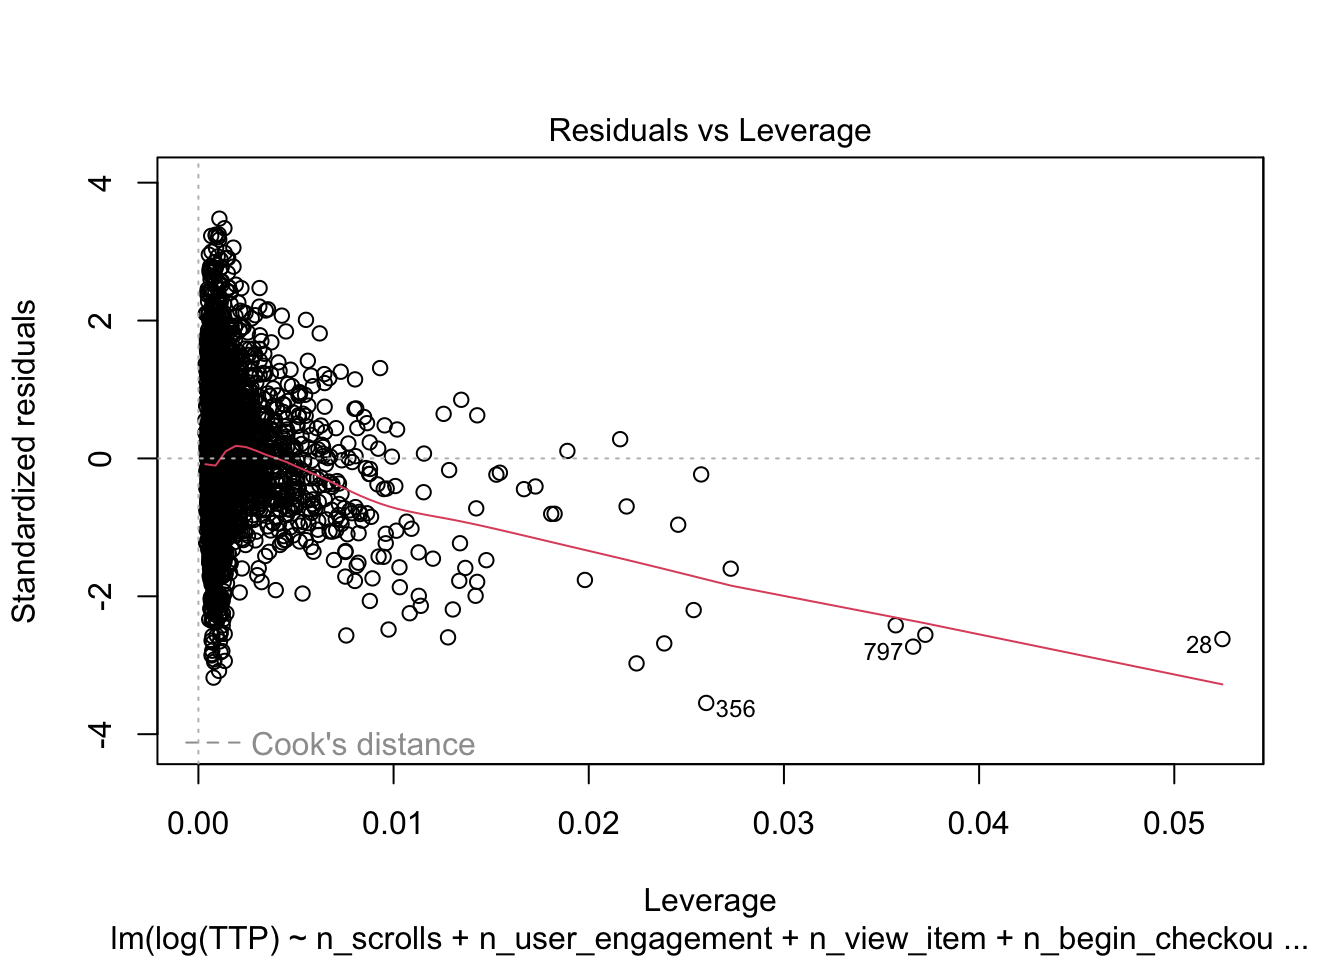 Residuals vs Leverage
Standardized residuals
4
2
0
-2
-4
797
28
356
Cook's distance
0.00 0.01 0.02 0.03 0.04 0.05
Leverage
lm(log(TTP) ~ n_scrolls + n_user_engagement + n_view_item + n_begin_checkou ...